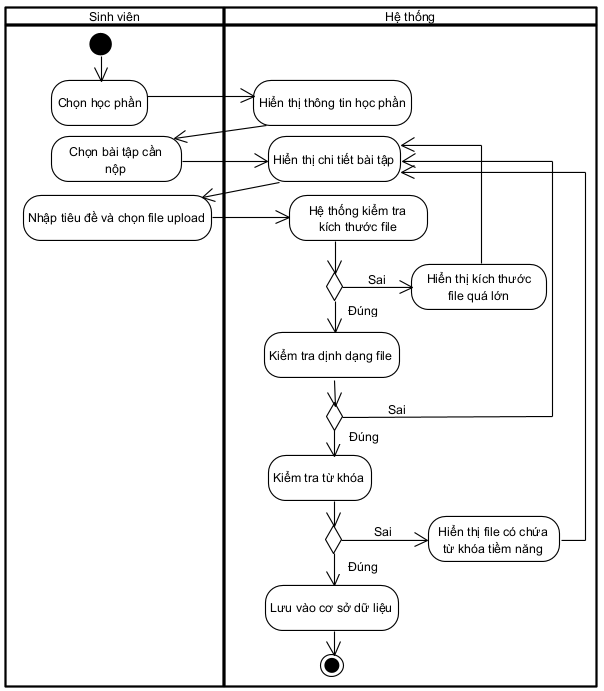 Sinh viên
Hệ thống
Chọn học phần
Hiển thị thông tin học phần
Chọn bài tập cần
nộp
Hiển thị chi tiết bài tập
Nhập tiêu đề và chọn file upload
Hệ thống kiểm tra
kích thước file
Sai
Hiển thị kích thước
file quá lớn
Đúng
Kiểm tra dịnh dạng file
Sai
Đúng
Kiểm tra từ khóa
Sai
Hiển thị file có chứa
từ khóa tiềm năng
Đúng
Lưu vào cơ sở dữ liệu